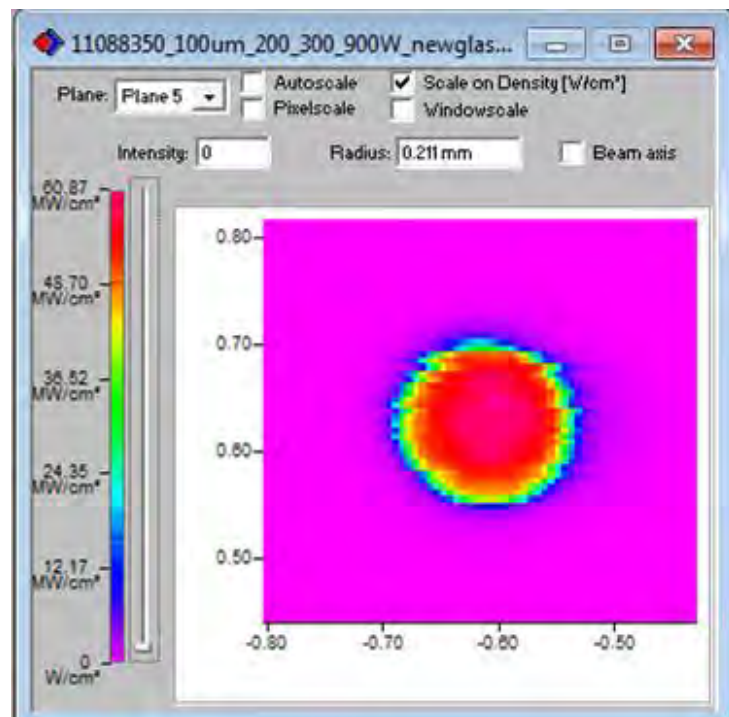 11088350_100um_200_300_900W_newglas...
Plane: Plane 5
Autoscale
Scale on Density [W/cm²]
Pixelscale
Windowscale
Intensity: 0
Radius: 0.211 mm
Beam axis
60.87
MW/cm²
48.70
MW/cm²
36.52
MW/cm²
24.35
MW/cm²
12.17
MW/cm²
0
W/cm²
0.80
0.70
0.60
0.50
-0.80
-0.70
-0.60
-0.50